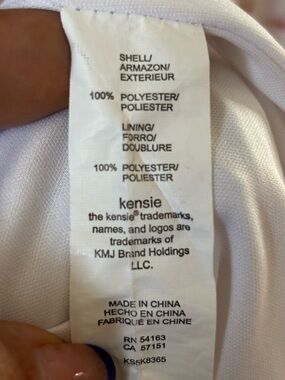 SHELL/
ARMAZON/
EXTERIEUR
100% POLYESTER/
POLIESTER
LINING/
FORRO/
DOUBLURE
100% POLYESTER/
POLIESTER
kensie
the kensie® trademarks,
names, and logos are
trademarks of
KMJ Brand Holdings
LLC.
MADE IN CHINA
HECHO EN CHINA
FABRIQUÉ EN CHINE
RN 54163
CA 57151
KS5K8365